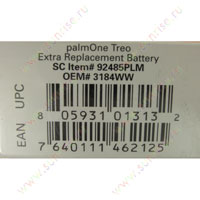 palmOne Treo
Extra Replacement Battery
SC Item# 92485PLM
OEM# 3184WW
UPC
8 05931 01313 2
EAN
7 640111 462125